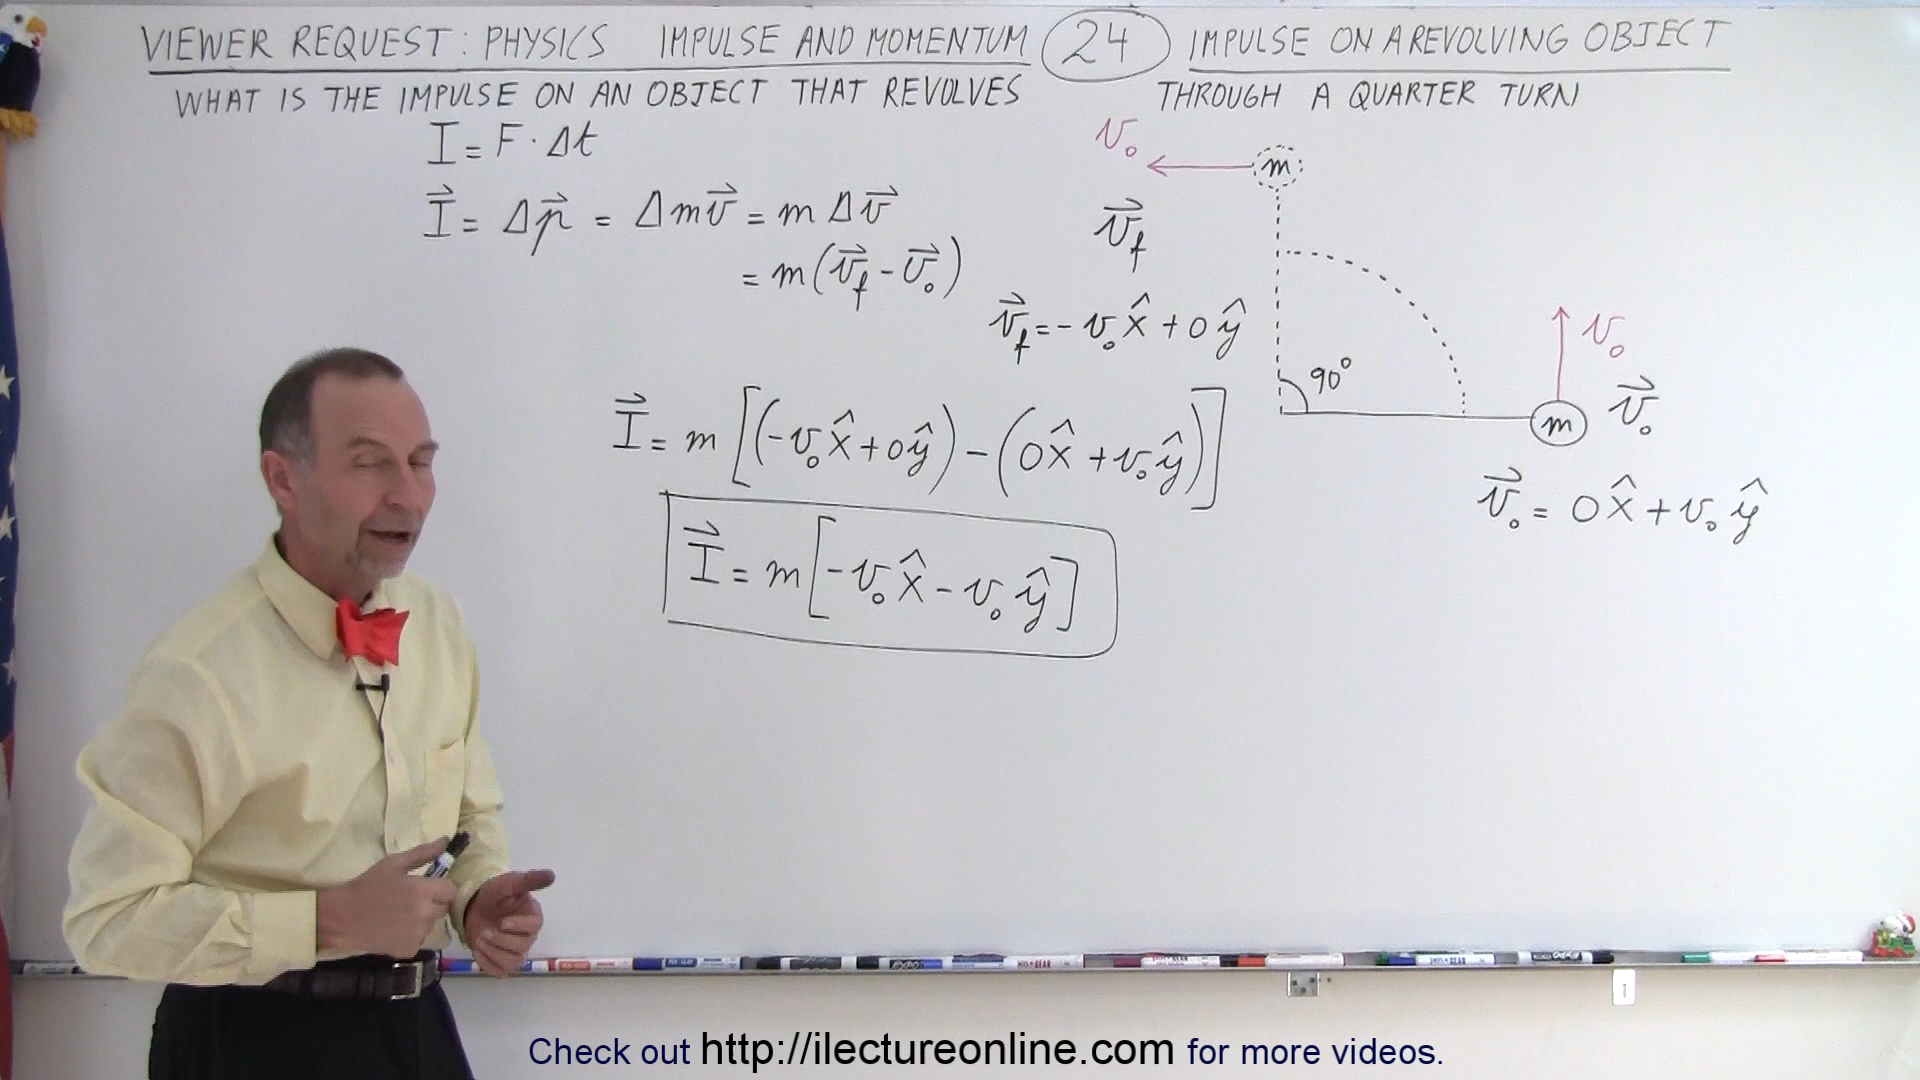 VIEWER REQUEST: PHYSICS IMPULSE AND MOMENTUM 24 IMPULSE ON A REVOLVING OBJECT
WHAT IS THE IMPULSE ON AN OBJECT THAT REVOLVES THROUGH A QUARTER TURN
I = F · Δt
I⃗ = Δp⃗ = Δmv⃗ = mΔv⃗
= m(v⃗f - v⃗₀)
v₀
m
v⃗f
v⃗f = - v₀x̂ + 0ŷ
90°
v₀
m
v⃗₀
v⃗₀ = 0x̂ + v₀ŷ
I⃗ = m[(-v₀x̂ + 0ŷ) - (0x̂ + v₀ŷ)]
I⃗ = m[-v₀x̂ - v₀ŷ]
Check out http://ilectureonline.com for more videos.